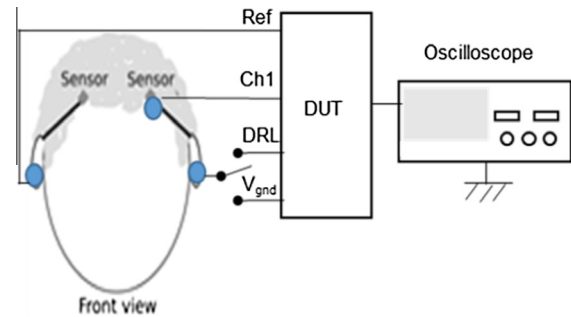 Ref
Oscilloscope
Sensor Sensor
Ch1
DUT
DRL
Vgnd
Front view